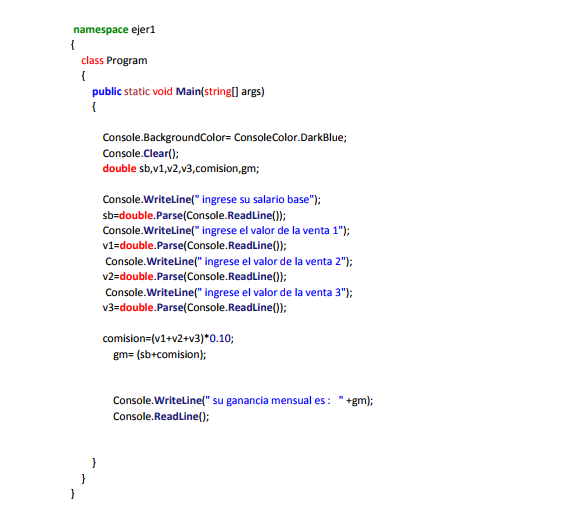 namespace ejer1
{
class Program
{
public static void Main(string[] args)
{
Console.BackgroundColor= ConsoleColor.DarkBlue;
Console.Clear();
double sb,v1,v2,v3,comision,gm;
Console.WriteLine(" ingrese su salario base");
sb=double.Parse(Console.ReadLine());
Console.WriteLine(" ingrese el valor de la venta 1");
v1=double.Parse(Console.ReadLine());
Console.WriteLine(" ingrese el valor de la venta 2");
v2=double.Parse(Console.ReadLine());
Console.WriteLine(" ingrese el valor de la venta 3");
v3=double.Parse(Console.ReadLine());
comision=(v1+v2+v3)*0.10;
gm= (sb+comision);
Console.WriteLine(" su ganancia mensual es :   " +gm);
Console.ReadLine();
}
}
}